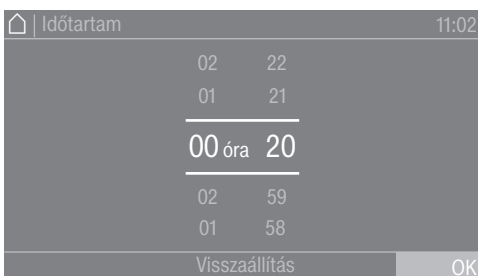 | Időtartam 11:02
02 22
01 21
00 óra 20
02 59
01 58
Visszaállítás OK